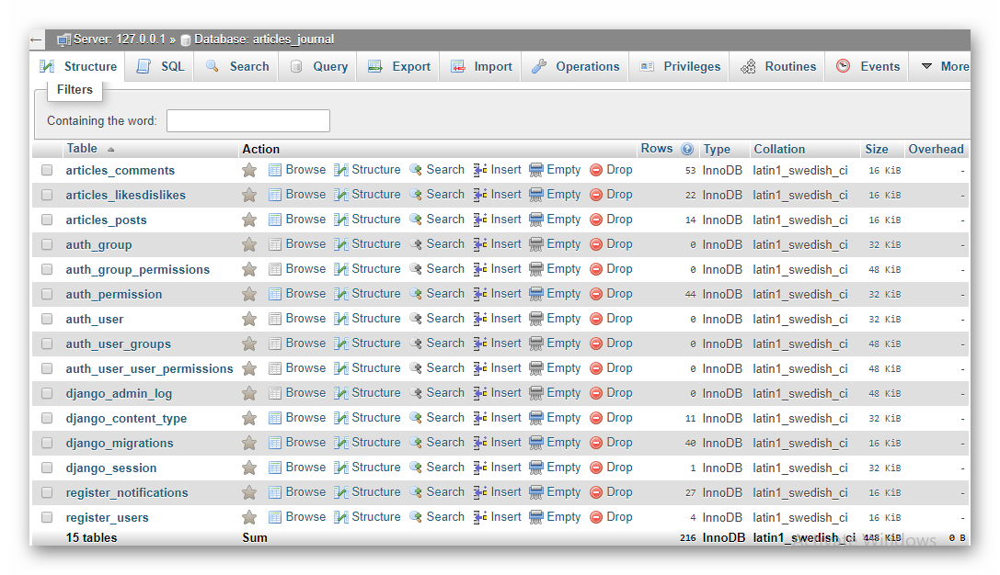 Server: 127.0.0.1 » Database: articles_journal
Structure SQL Search Query Export Import Operations Privileges Routines Events More
Filters
Containing the word:
Table Action Rows Type Collation Size Overhead
articles_comments Browse Structure Search Insert Empty Drop 53 InnoDB latin1_swedish_ci 16 KiB -
articles_likesdislikes Browse Structure Search Insert Empty Drop 22 InnoDB latin1_swedish_ci 16 KiB -
articles_posts Browse Structure Search Insert Empty Drop 14 InnoDB latin1_swedish_ci 16 KiB -
auth_group Browse Structure Search Insert Empty Drop 0 InnoDB latin1_swedish_ci 32 KiB -
auth_group_permissions Browse Structure Search Insert Empty Drop 0 InnoDB latin1_swedish_ci 48 KiB -
auth_permission Browse Structure Search Insert Empty Drop 44 InnoDB latin1_swedish_ci 32 KiB -
auth_user Browse Structure Search Insert Empty Drop 0 InnoDB latin1_swedish_ci 32 KiB -
auth_user_groups Browse Structure Search Insert Empty Drop 0 InnoDB latin1_swedish_ci 48 KiB -
auth_user_user_permissions Browse Structure Search Insert Empty Drop 0 InnoDB latin1_swedish_ci 48 KiB -
django_admin_log Browse Structure Search Insert Empty Drop 0 InnoDB latin1_swedish_ci 48 KiB -
django_content_type Browse Structure Search Insert Empty Drop 11 InnoDB latin1_swedish_ci 32 KiB -
django_migrations Browse Structure Search Insert Empty Drop 40 InnoDB latin1_swedish_ci 16 KiB -
django_session Browse Structure Search Insert Empty Drop 1 InnoDB latin1_swedish_ci 32 KiB -
register_notifications Browse Structure Search Insert Empty Drop 27 InnoDB latin1_swedish_ci 16 KiB -
register_users Browse Structure Search Insert Empty Drop 4 InnoDB latin1_swedish_ci 16 KiB -
15 tables Sum 216 InnoDB latin1_swedish_ci 448 KiB 0 B
Activate Windows